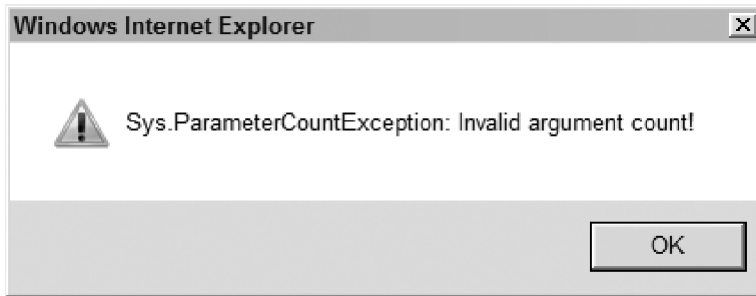 Windows Internet Explorer
Sys.ParameterCountException: Invalid argument count!
OK